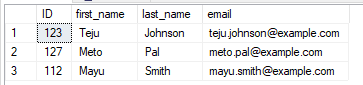 ID first_name last_name email
1 123 Teju Johnson teju.johnson@example.com
2 127 Meto Pal meto.pal@example.com
3 112 Mayu Smith mayu.smith@example.com